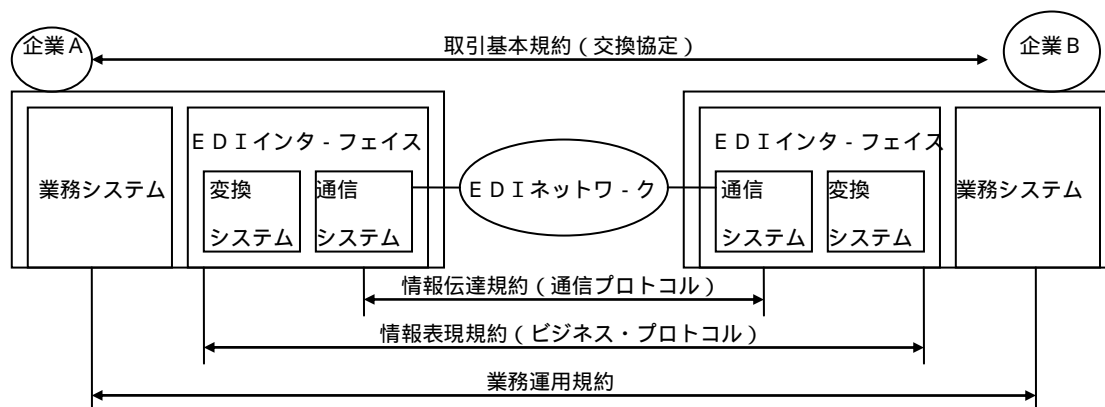 企業A
取引基本規約(交換協定)
企業B
EDIインタ-フェイス
EDIインタ-フェイス
業務システム
変換
システム
通信
システム
EDIネットワ-ク
通信
システム
変換
システム
業務システム
情報伝達規約(通信プロトコル)
情報表現規約(ビジネス・プロトコル)
業務運用規約